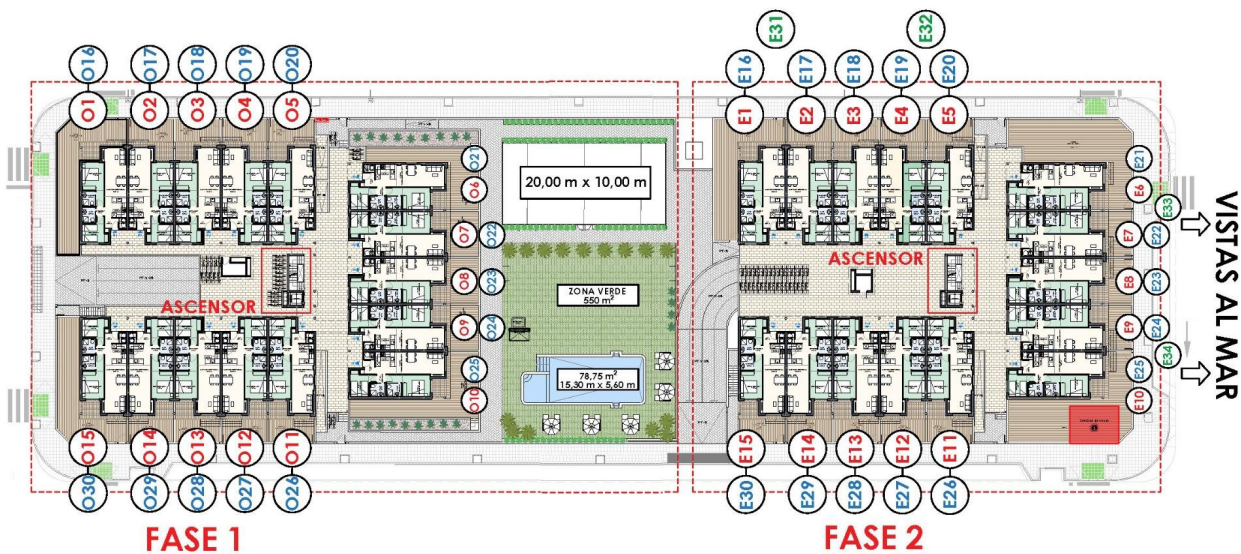 E31
E32
O16
O17
O18
O19
O20
E16
E17
E18
E19
E20
O1
O2
O3
O4
O5
E1
E2
E3
E4
E5
O21
O6
O7
O22
O8
O23
O9
O24
O25
O10
20,00 m x 10,00 m
ZONA VERDE
550 m²
78,75 m²
15,30 m x 5,60 m
ASCENSOR
ASCENSOR
E21
E6
E33
E7
E22
E8
E23
E9
E24
E34
E25
E10
VISTAS AL MAR
O15
O14
O13
O12
O11
E15
E14
E13
E12
E11
O30
O29
O28
O27
O26
E30
E29
E28
E27
E26
FASE 1
FASE 2